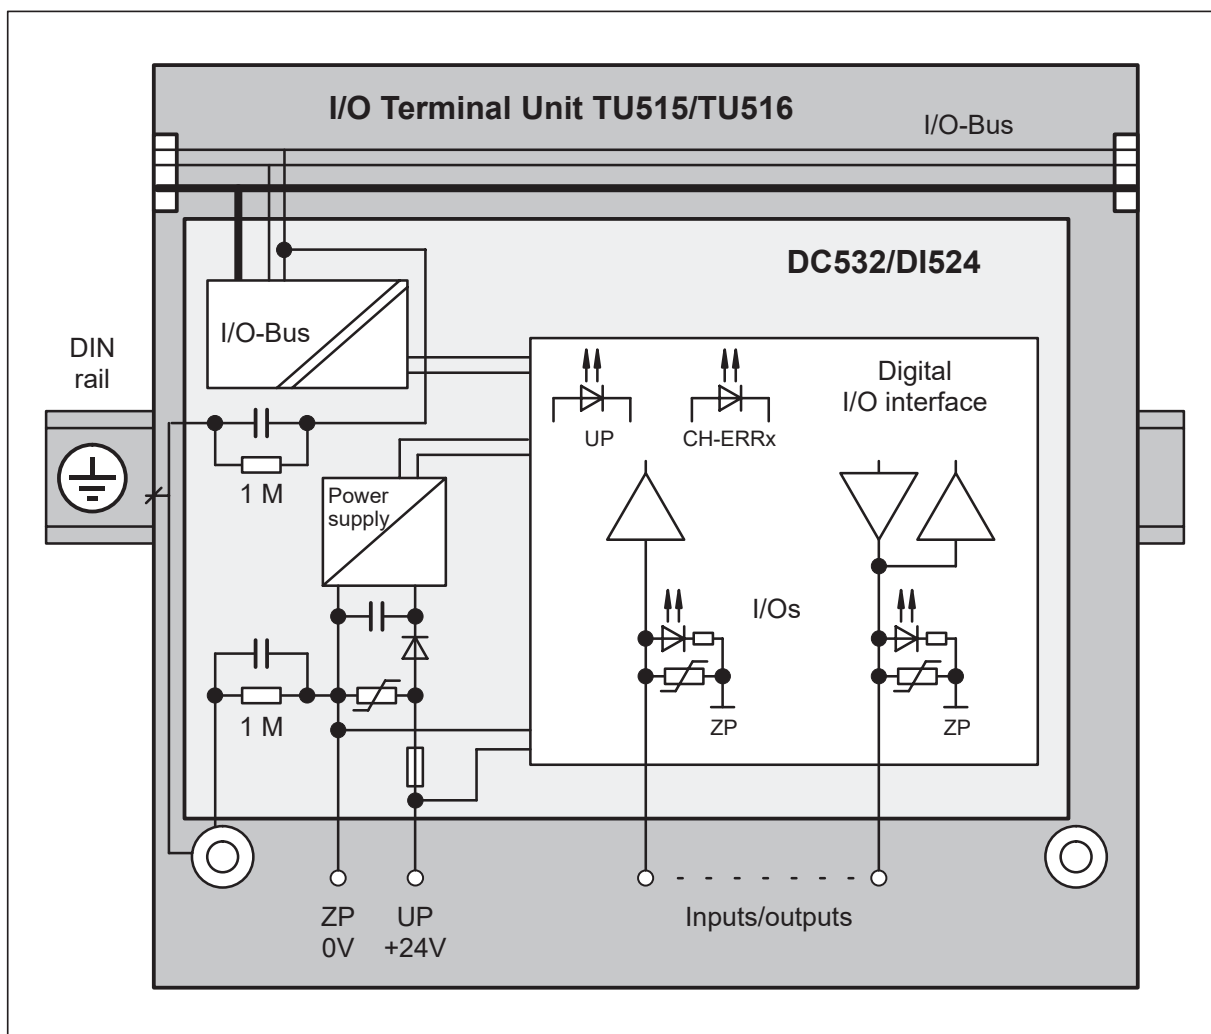 I/O Terminal Unit TU515/TU516
I/O-Bus
DC532/DI524
I/O-Bus
DIN
rail
Digital
I/O interface
UP
CH-ERRx
1 M
Power
supply
I/Os
1 M
ZP
ZP
ZP
0V
UP
+24V
Inputs/outputs